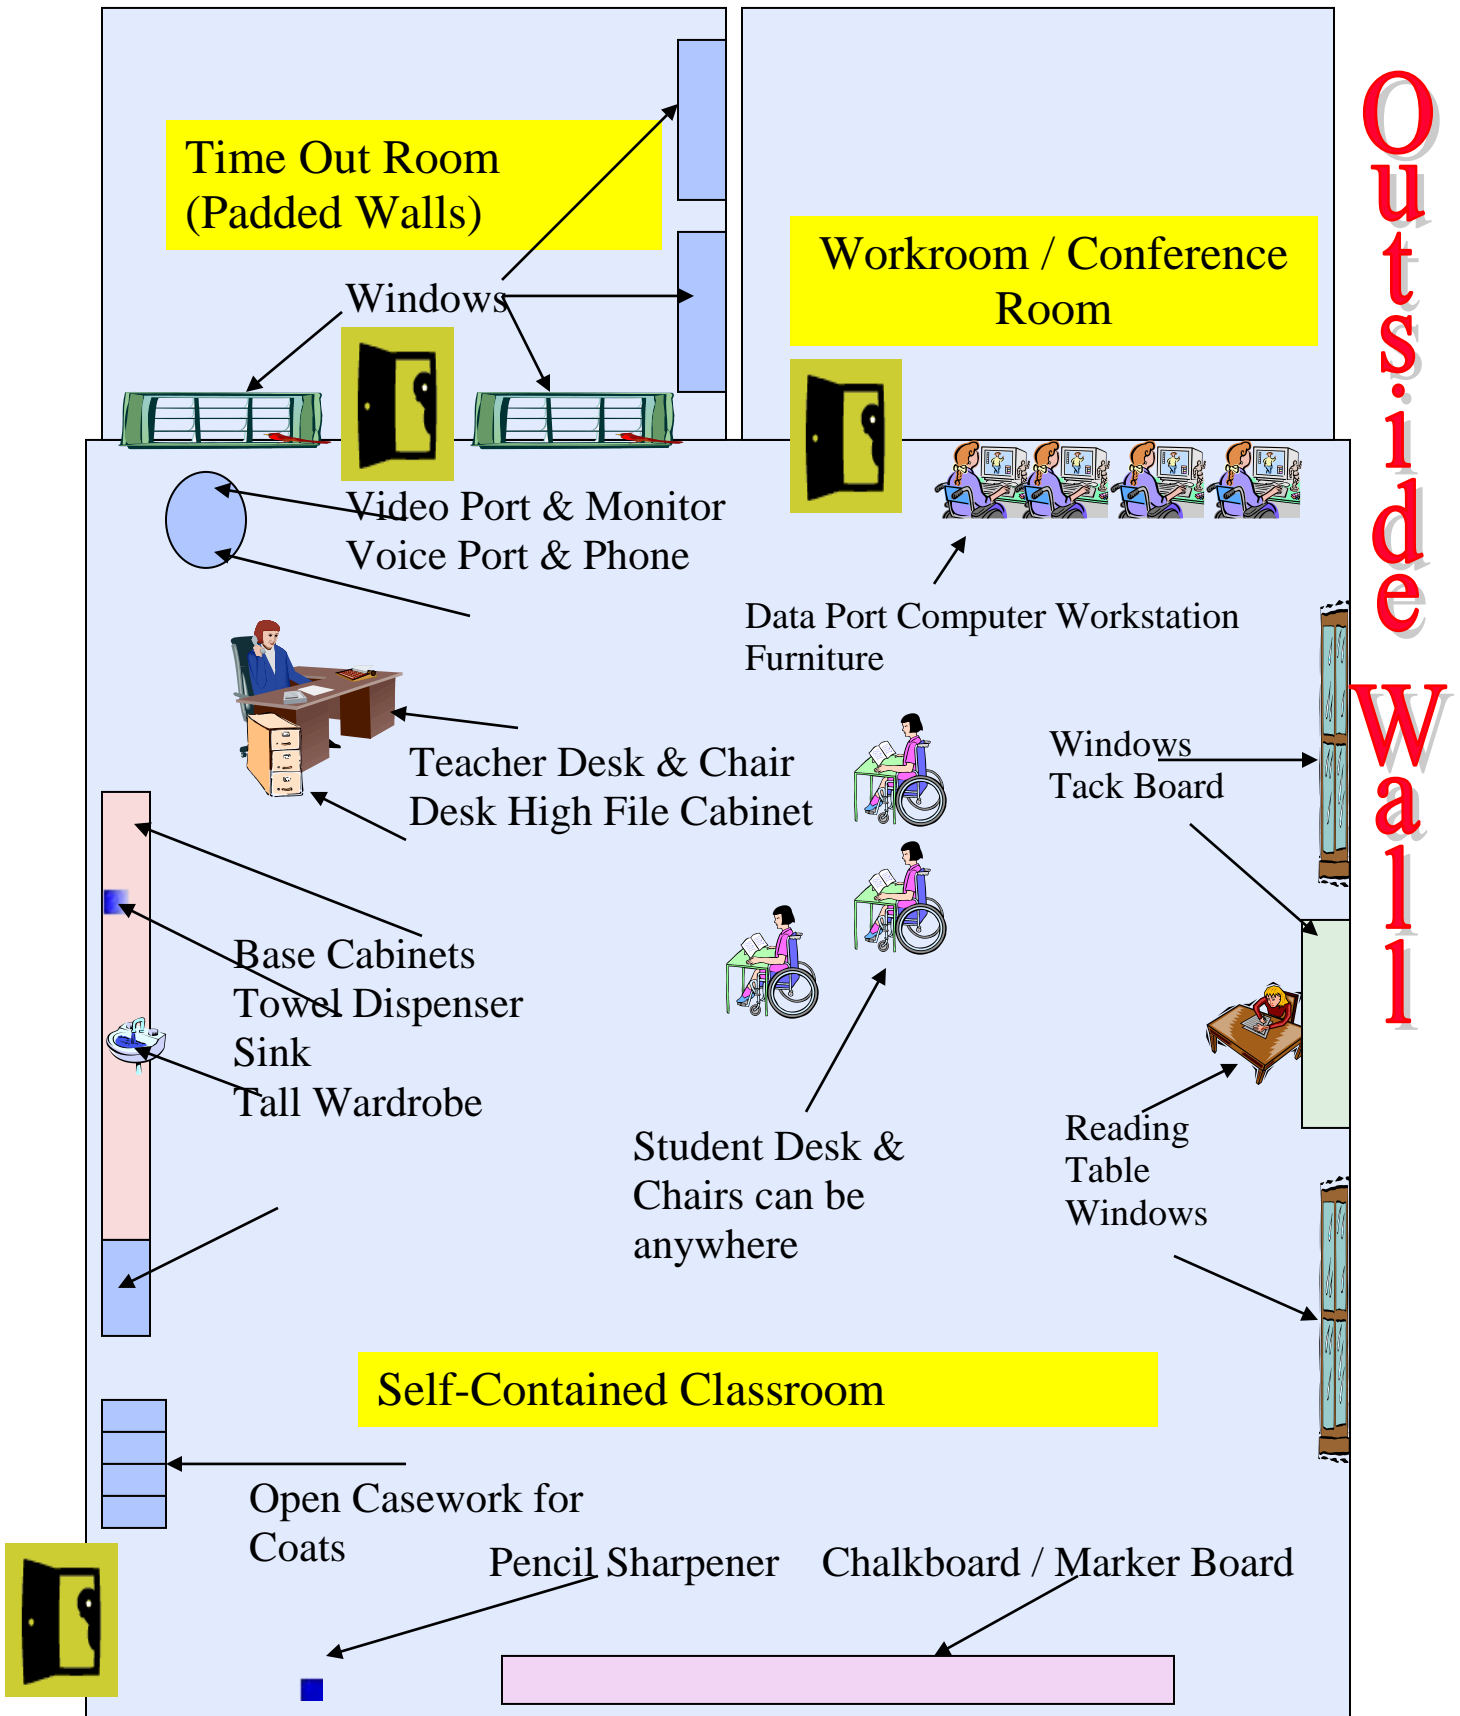 Time Out Room
(Padded Walls)
Workroom / Conference
Room
Windows
Outside Wall
Video Port & Monitor
Voice Port & Phone
Data Port Computer Workstation
Furniture
Teacher Desk & Chair
Desk High File Cabinet
Windows
Tack Board
Base Cabinets
Towel Dispenser
Sink
Tall Wardrobe
Student Desk &
Chairs can be
anywhere
Reading
Table
Windows
Self-Contained Classroom
Open Casework for
Coats
Pencil Sharpener
Chalkboard / Marker Board